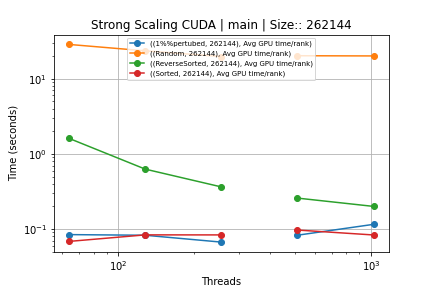 Strong Scaling CUDA | main | Size:: 262144
((1%%pertubed, 262144), Avg GPU time/rank)
((Random, 262144), Avg GPU time/rank)
((ReverseSorted, 262144), Avg GPU time/rank)
((Sorted, 262144), Avg GPU time/rank)
Time (seconds)
10¹
10⁰
10⁻¹
10²
10³
Threads